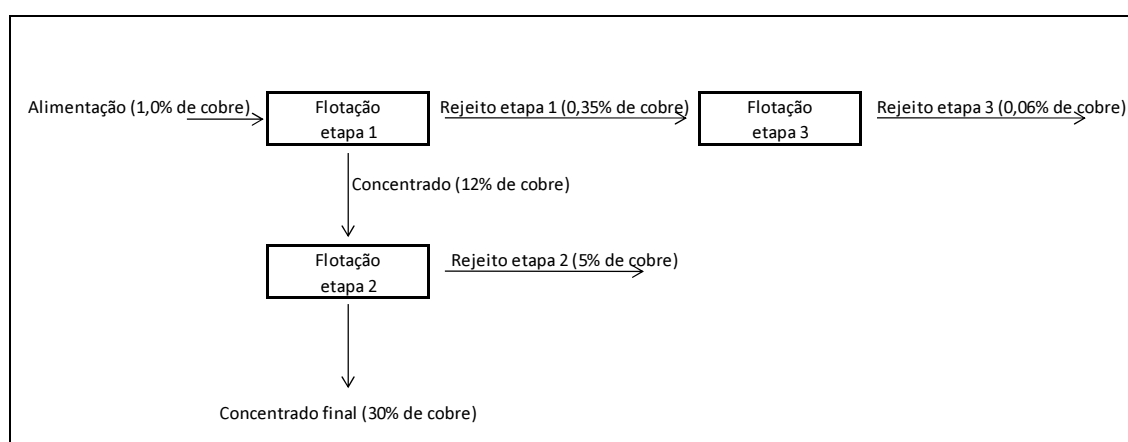 Alimentação (1,0% de cobre)
Flotação
etapa 1
Rejeito etapa 1 (0,35% de cobre)
Flotação
etapa 3
Rejeito etapa 3 (0,06% de cobre)
Concentrado (12% de cobre)
Flotação
etapa 2
Rejeito etapa 2 (5% de cobre)
Concentrado final (30% de cobre)